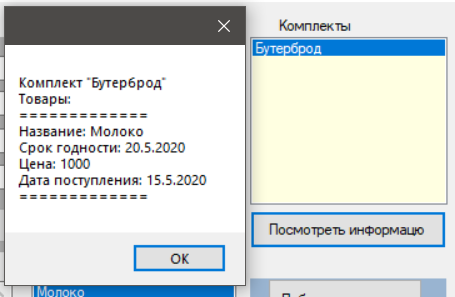 Комплект "Бутерброд"
Товары:
=============
Название: Молоко
Срок годности: 20.5.2020
Цена: 1000
Дата поступления: 15.5.2020
=============
OK
Комплекты
Бутерброд
Посмотреть информацю
Молоко